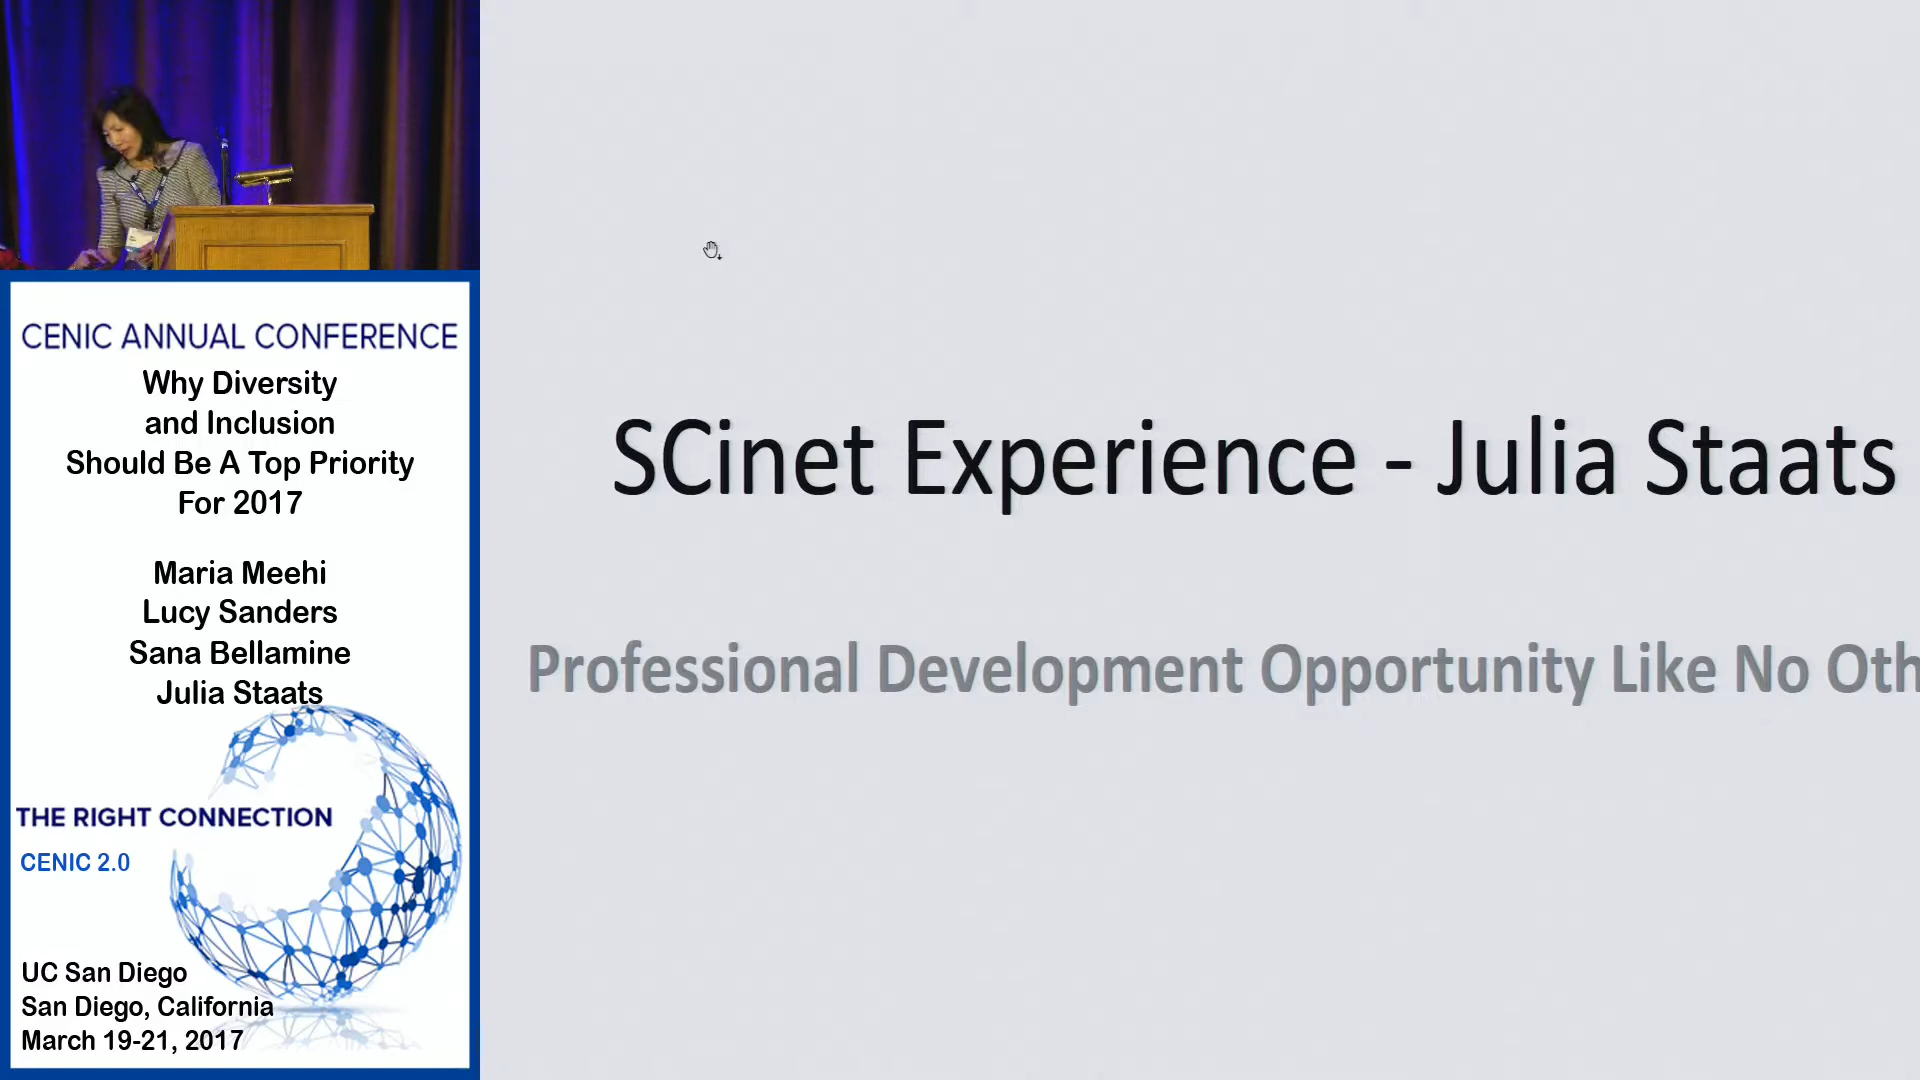 CENIC ANNUAL CONFERENCE
Why Diversity
and Inclusion
Should Be A Top Priority
For 2017
Maria Meehi
Lucy Sanders
Sana Bellamine
Julia Staats
THE RIGHT CONNECTION
CENIC 2.0
UC San Diego
San Diego, California
March 19-21, 2017
SCinet Experience - Julia Staats
Professional Development Opportunity Like No Oth